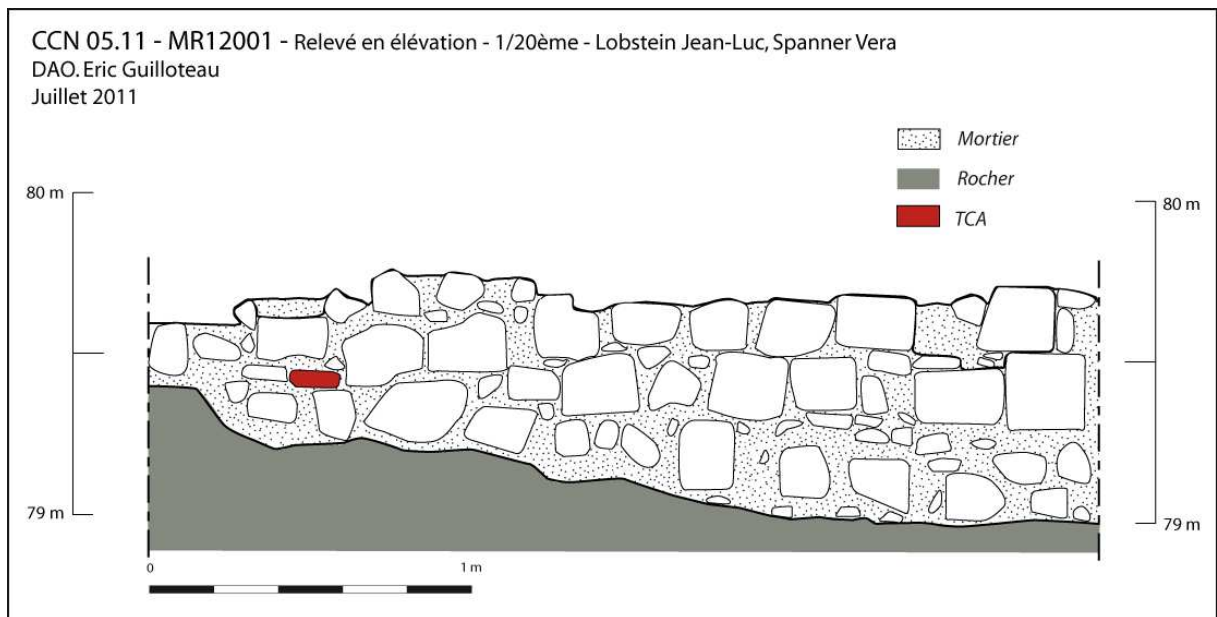 CCN 05.11 - MR12001 - Relevé en élévation - 1/20ème - Lobstein Jean-Luc, Spanner Vera
DAO. Eric Guilloteau
Juillet 2011
Mortier
Rocher
TCA
80 m
80 m
79 m
79 m
0
1 m